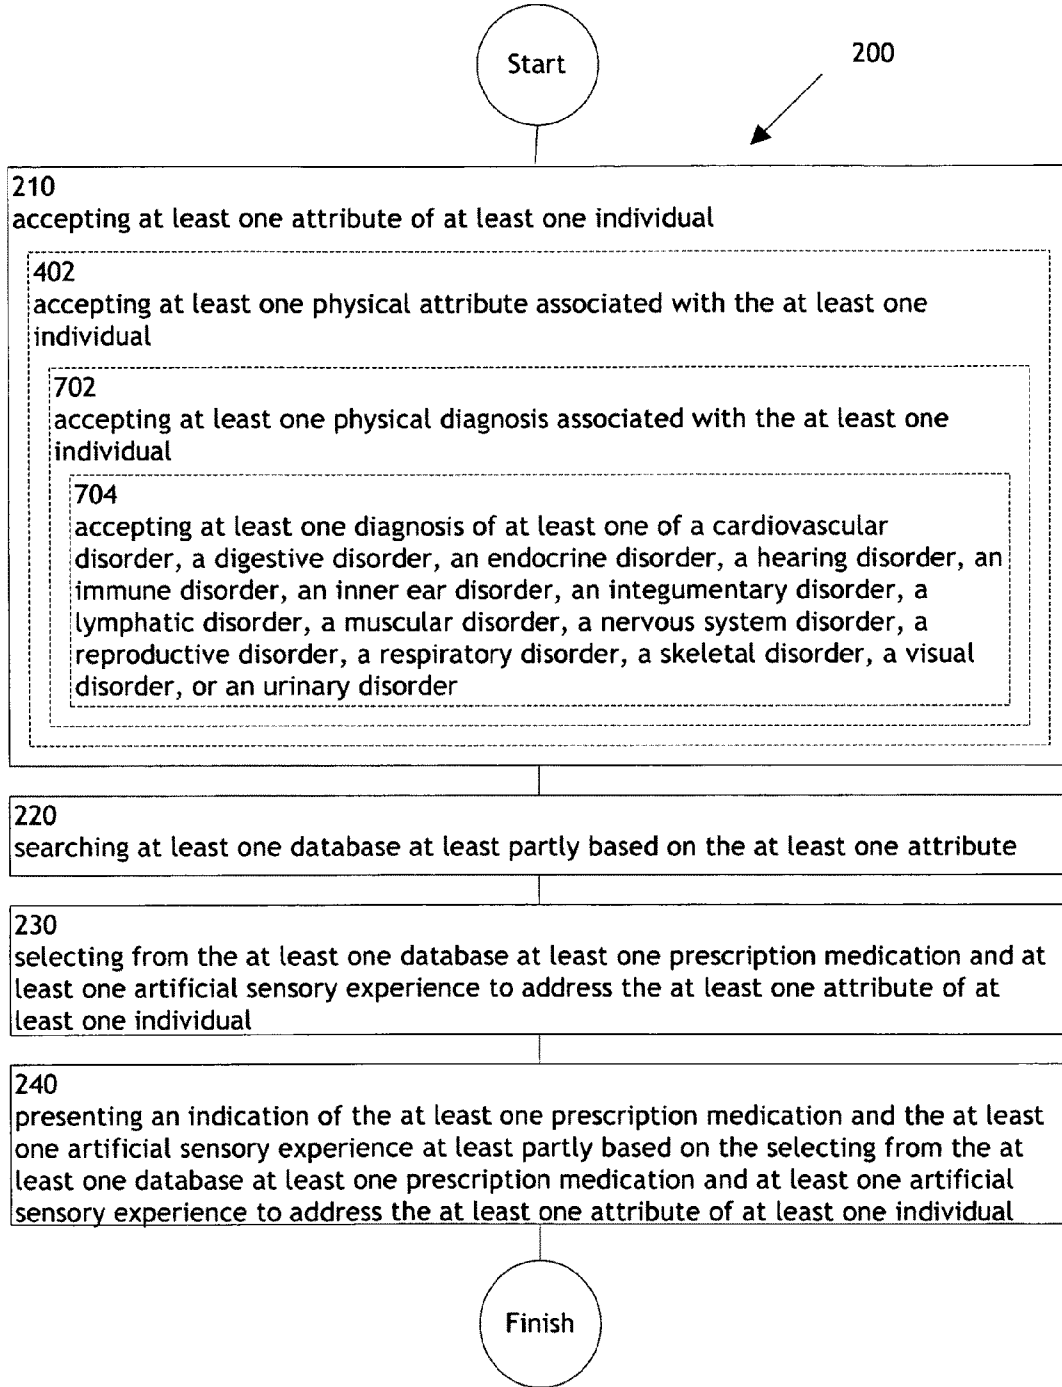 Start
200
210
accepting at least one attribute of at least one individual
402
accepting at least one physical attribute associated with the at least one
individual
702
accepting at least one physical diagnosis associated with the at least one
individual
704
accepting at least one diagnosis of at least one of a cardiovascular
disorder, a digestive disorder, an endocrine disorder, a hearing disorder, an
immune disorder, an inner ear disorder, an integumentary disorder, a
lymphatic disorder, a muscular disorder, a nervous system disorder, a
reproductive disorder, a respiratory disorder, a skeletal disorder, a visual
disorder, or an urinary disorder
220
searching at least one database at least partly based on the at least one attribute
230
selecting from the at least one database at least one prescription medication and at
least one artificial sensory experience to address the at least one attribute of at
least one individual
240
presenting an indication of the at least one prescription medication and the at least
one artificial sensory experience at least partly based on the selecting from the at
least one database at least one prescription medication and at least one artificial
sensory experience to address the at least one attribute of at least one individual
Finish